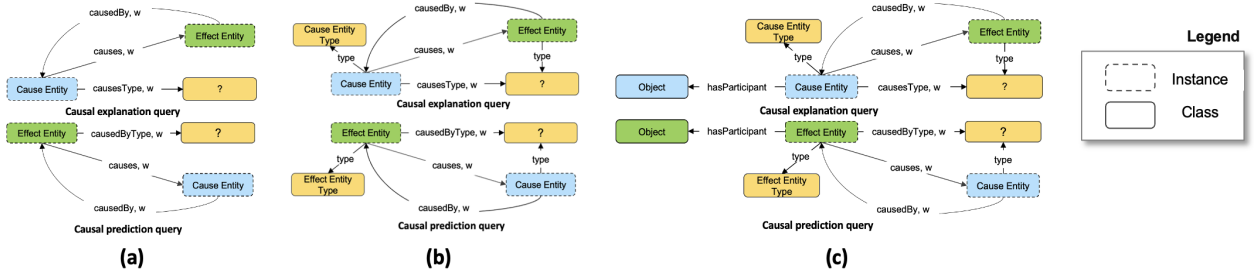 causedBy, w
Effect Entity
causes, w
Cause Entity
causesType, w
?
Causal explanation query
Effect Entity
causedByType, w
?
causes, w
Cause Entity
causedBy, w
Causal prediction query
(a)
causedBy, w
Cause Entity
Type
Effect Entity
causes, w
type
type
Cause Entity
causesType, w
?
Causal explanation query
Effect Entity
causedByType, w
?
type
causes, w
type
Effect Entity
Type
Cause Entity
causedBy, w
Causal prediction query
(b)
causedBy, w
Cause Entity
Type
Effect Entity
causes, w
type
type
Object
hasParticipant
Cause Entity
causesType, w
?
Causal explanation query
Object
hasParticipant
Effect Entity
causedByType, w
?
type
causes, w
type
Effect Entity
Type
Cause Entity
causedBy, w
Causal prediction query
(c)
Legend
Instance
Class